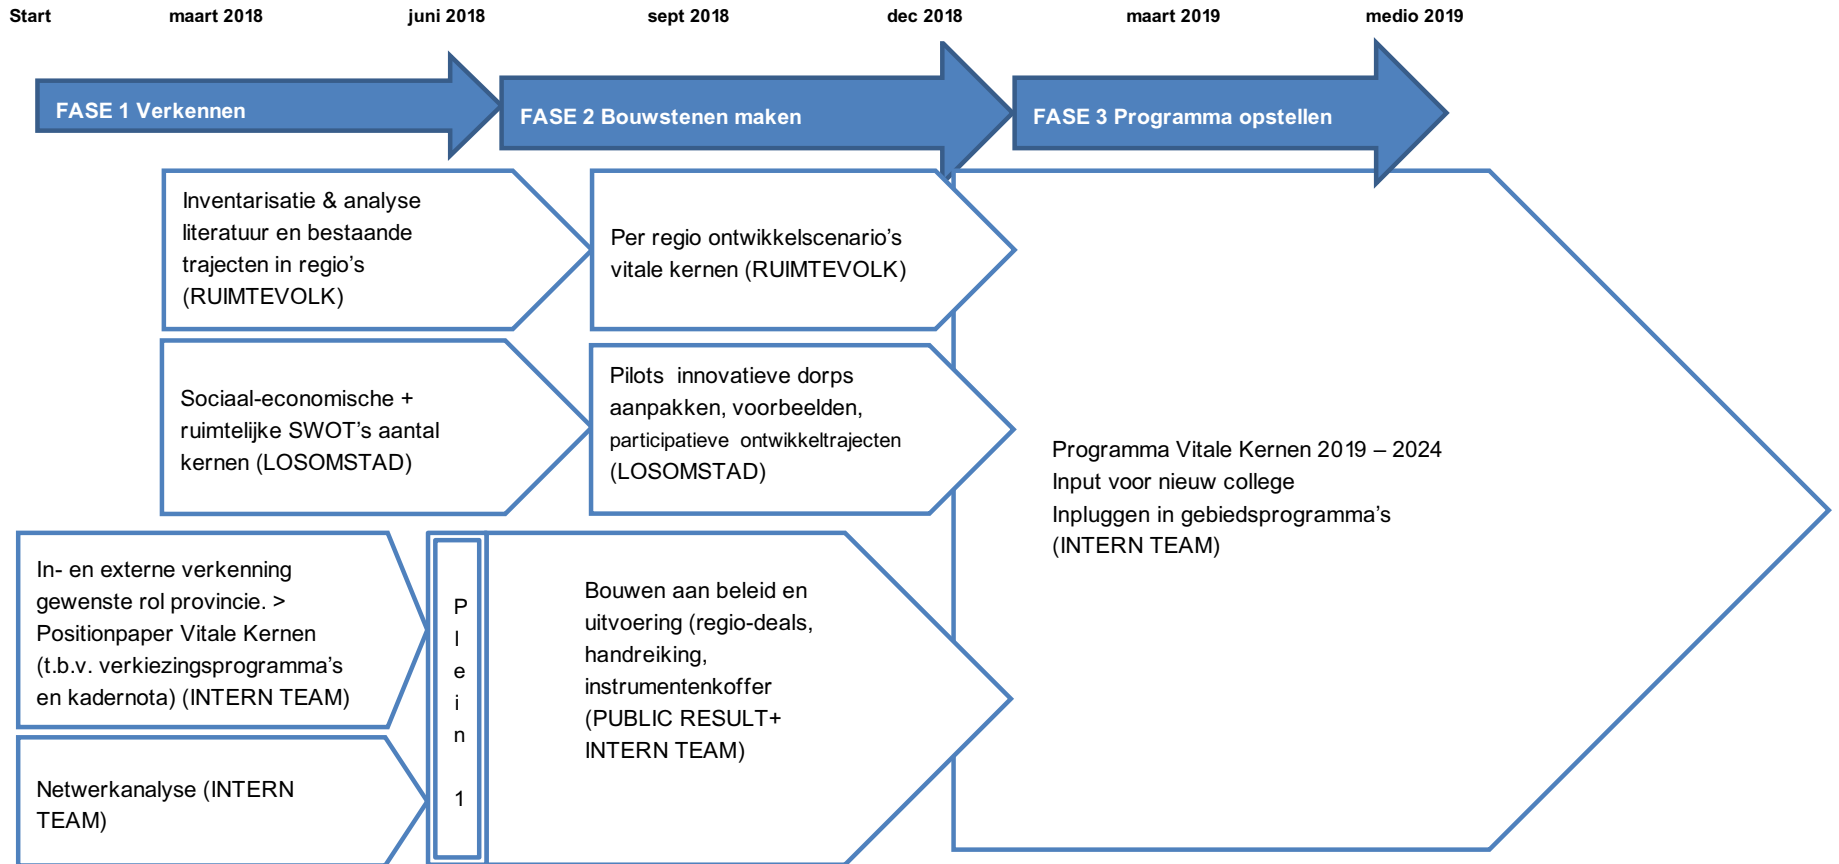 Start maart 2018 juni 2018 sept 2018 dec 2018 maart 2019 medio 2019
FASE 1 Verkennen
FASE 2 Bouwstenen maken
FASE 3 Programma opstellen
Inventarisatie & analyse
literatuur en bestaande
trajecten in regio’s
(RUIMTEVOLK)
Per regio ontwikkelscenario’s
vitale kernen (RUIMTEVOLK)
Sociaal-economische +
ruimtelijke SWOT’s aantal
kernen (LOSOMSTAD)
Pilots innovatieve dorps
aanpakken, voorbeelden,
participatieve ontwikkeltrajecten
(LOSOMSTAD)
Programma Vitale Kernen 2019 – 2024
Input voor nieuw college
Inpluggen in gebiedsprogramma’s
(INTERN TEAM)
In- en externe verkenning
gewenste rol provincie. >
Positionpaper Vitale Kernen
(t.b.v. verkiezingsprogramma’s
en kadernota) (INTERN TEAM)
Netwerkanalyse (INTERN
TEAM)
P
l
e
i
n
1
Bouwen aan beleid en
uitvoering (regio-deals,
handreiking,
instrumentenkoffer
(PUBLIC RESULT+
INTERN TEAM)